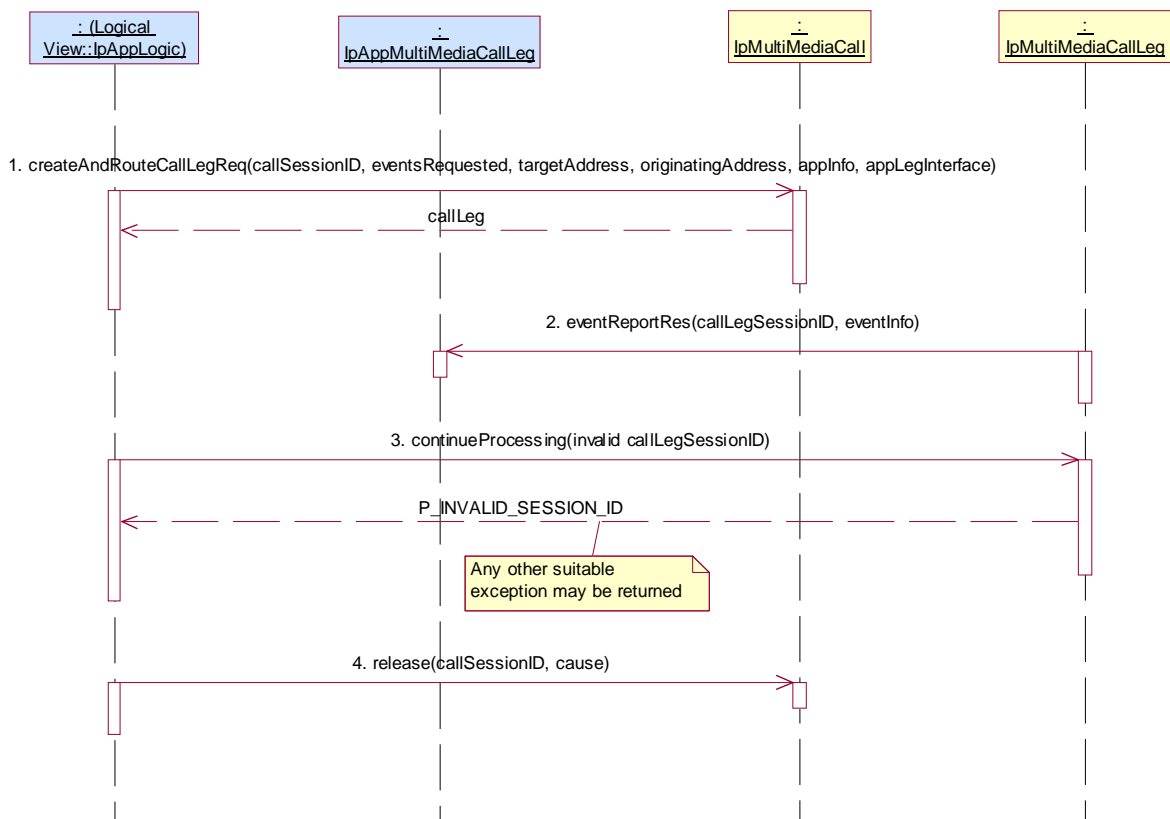 : (Logical
View::IpAppLogic)
:
IpAppMultiMediaCallLeg
:
IpMultiMediaCall
:
IpMultiMediaCallLeg
1. createAndRouteCallLegReq(callSessionID, eventsRequested, targetAddress, originatingAddress, appInfo, appLegInterface)
callLeg
2. eventReportRes(callLegSessionID, eventInfo)
3. continueProcessing(invalid callLegSessionID)
P_INVALID_SESSION_ID
Any other suitable
exception may be returned
4. release(callSessionID, cause)